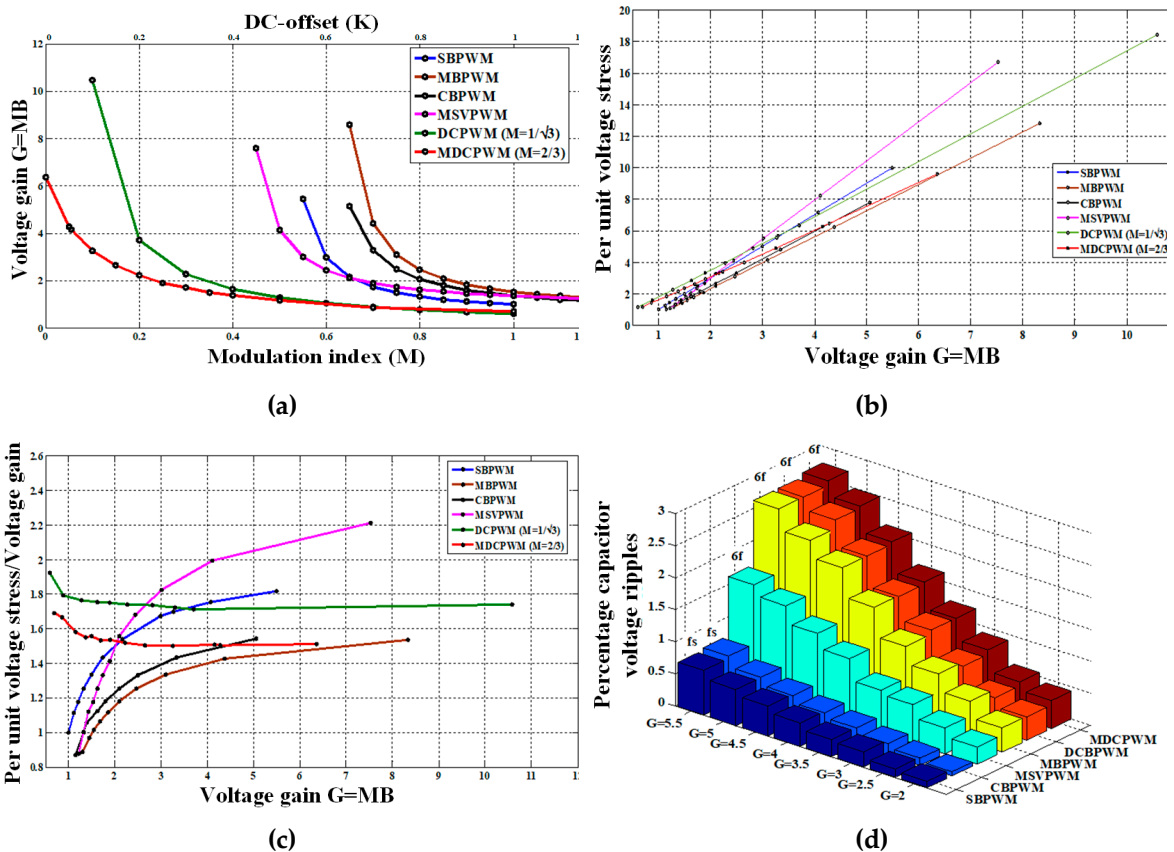 DC-offset (K)
0 0.2 0.4 0.6 0.8 1
Voltage gain G=MB
12
10
8
6
4
2
0
SBPWM
MBPWM
CBPWM
MSVPWM
DCPWM (M=1/√3)
MDCPWM (M=2/3)
0 0.2 0.4 0.6 0.8 1
Modulation index (M)
(a)
Per unit voltage stress
20
18
16
14
12
10
8
6
4
2
0
SBPWM
MBPWM
CBPWM
MSVPWM
DCPWM (M=1/√3)
MDCPWM (M=2/3)
1 2 3 4 5 6 7 8 9 10
Voltage gain G=MB
(b)
Per unit voltage stress/Voltage gain
2.6
2.4
2.2
2
1.8
1.6
1.4
1.2
1
0.8
SBPWM
MBPWM
CBPWM
MSVPWM
DCPWM (M=1/√3)
MDCPWM (M=2/3)
1 2 3 4 5 6 7 8 9 10 11 12
Voltage gain G=MB
(c)
Percentage capacitor
voltage ripples
3
2.5
2
1.5
1
0.5
0
fs
fs
6f
6f
6f
6f
G=5.5
G=5
G=4.5
G=4
G=3.5
G=3
G=2.5
G=2
MDCPWM
DCBPWM
MBPWM
MSVPWM
CBPWM
SBPWM
(d)